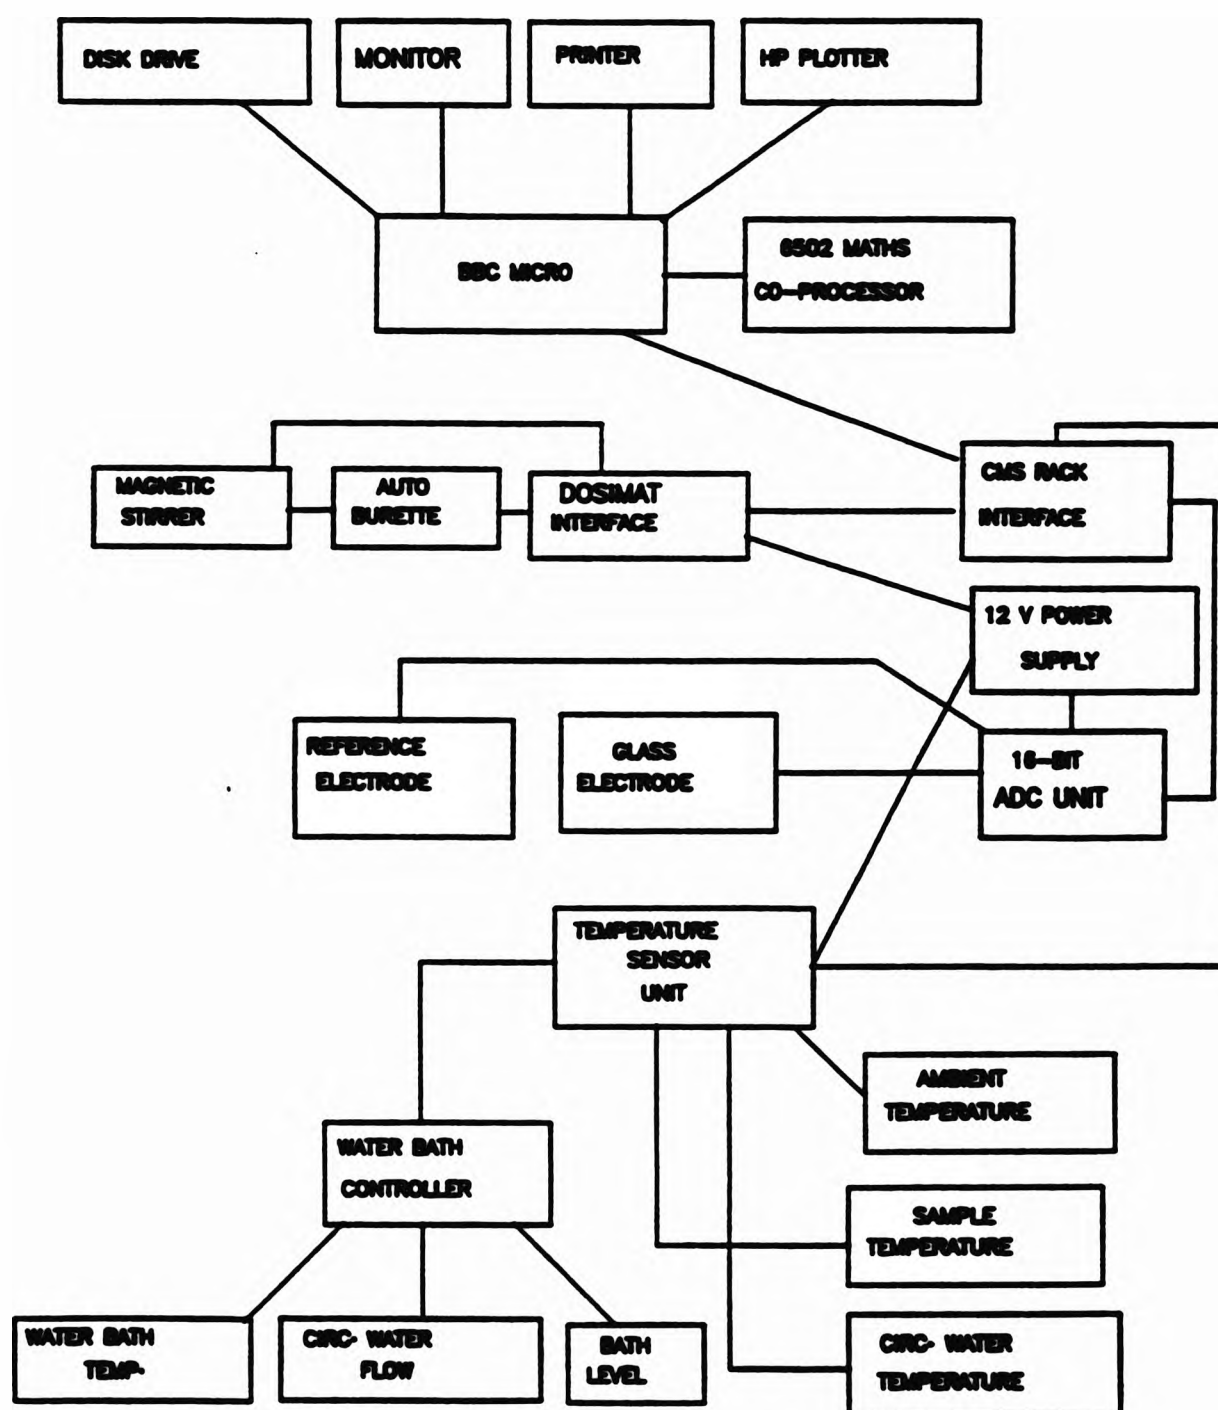 DISK DRIVE
MONITOR
PRINTER
HP PLOTTER
BBC MICRO
6502 MATHS
CO-PROCESSOR
MAGNETIC
STIRRER
AUTO
BURETTE
DOSIMAT
INTERFACE
CMS RACK
INTERFACE
12 V POWER
SUPPLY
REFERENCE
ELECTRODE
GLASS
ELECTRODE
16-BIT
ADC UNIT
TEMPERATURE
SENSOR
UNIT
AMBIENT
TEMPERATURE
WATER BATH
CONTROLLER
SAMPLE
TEMPERATURE
WATER BATH
TEMP.
CIRC. WATER
FLOW
BATH
LEVEL
CIRC. WATER
TEMPERATURE